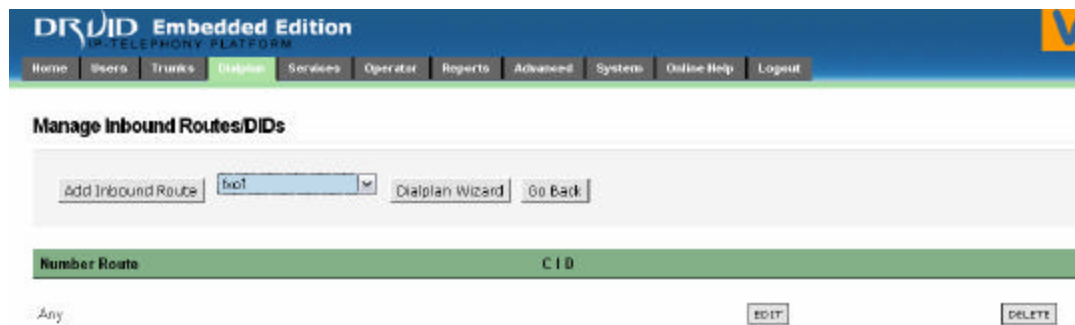 DRUID Embedded Edition
IP-TELEPHONY PLATFORM
V
Home Users Trunks Dialplan Services Operator Reports Advanced System Online Help Logout
Manage Inbound Routes/DIDs
Add Inbound Route fxo1 Dialplan Wizard Go Back
Number Route CID
Any EDIT DELETE